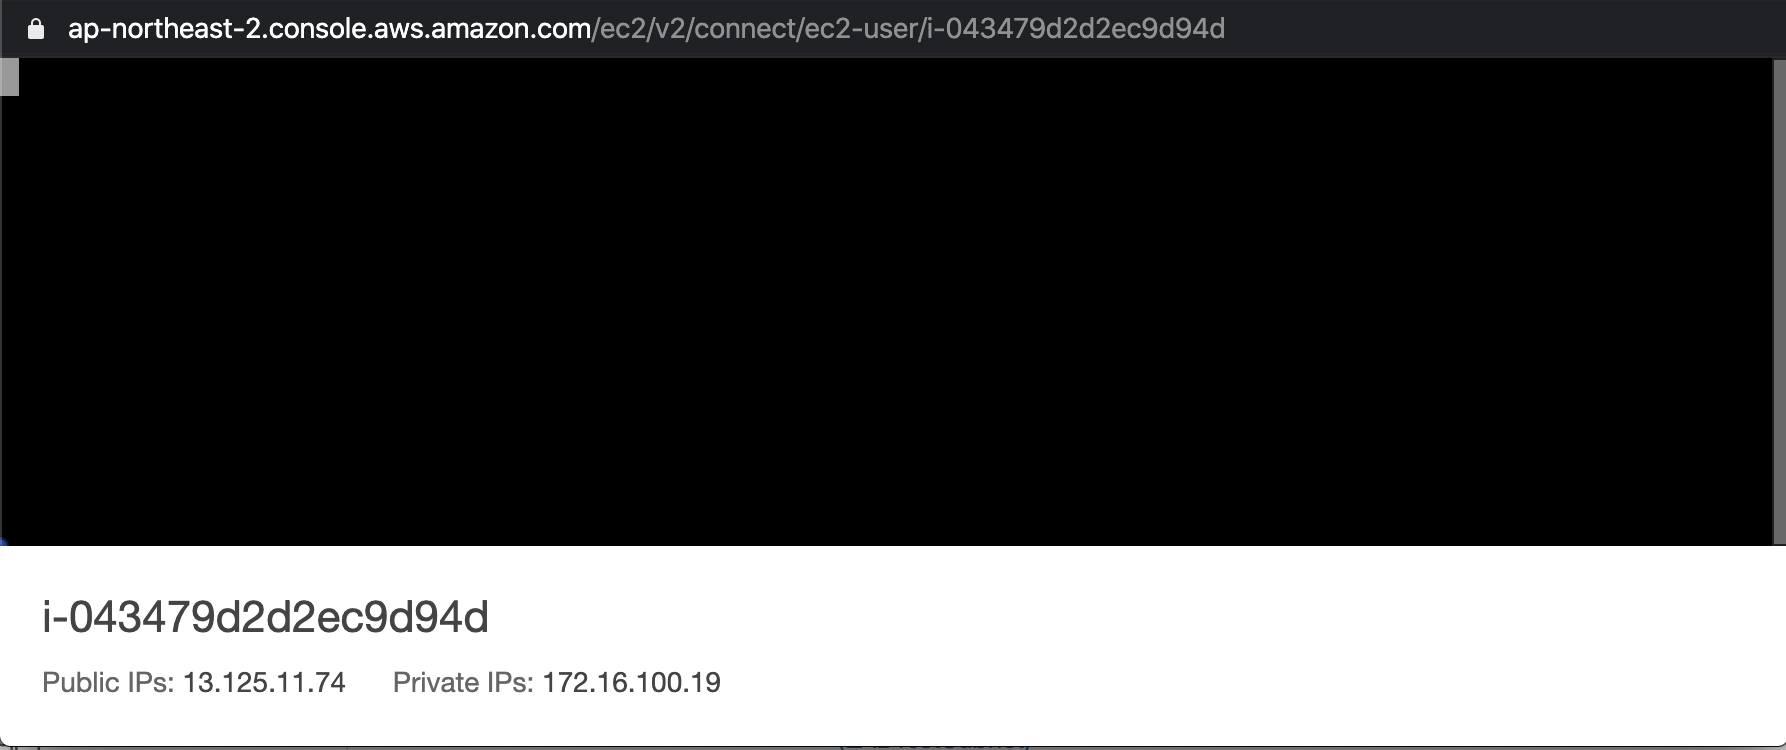 ap-northeast-2.console.aws.amazon.com/ec2/v2/connect/ec2-user/i-043479d2d2ec9d94d
i-043479d2d2ec9d94d
Public IPs: 13.125.11.74 Private IPs: 172.16.100.19